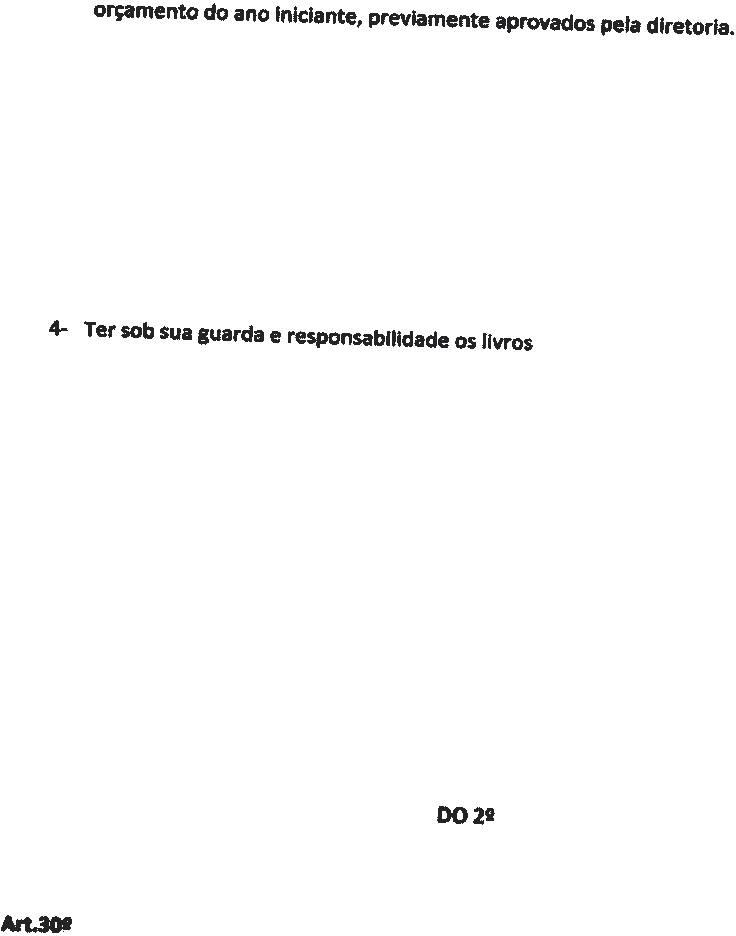 orçamento do ano iniciante, previamente aprovados pela diretoria.
4- Ter sob sua guarda e responsabilidade os livros
DO 2º
Art.30º